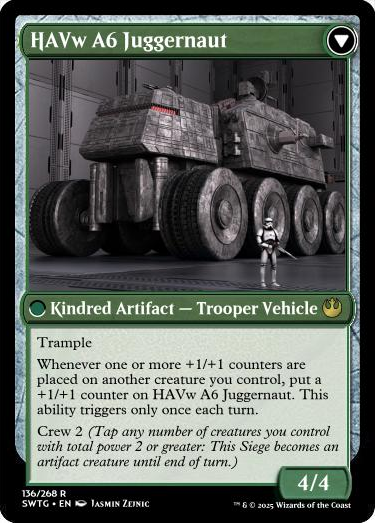 HAVw A6 Juggernaut
Kindred Artifact — Trooper Vehicle
Trample
Whenever one or more +1/+1 counters are
placed on another creature you control, put a
+1/+1 counter on HAVw A6 Juggernaut. This
ability triggers only once each turn.
Crew 2 (Tap any number of creatures you control
with total power 2 or greater: This Siege becomes an
artifact creature until end of turn.)
4/4
136/268 R
SWTG • EN Jasmin Zejnic
™ & © 2025 Wizards of the Coast